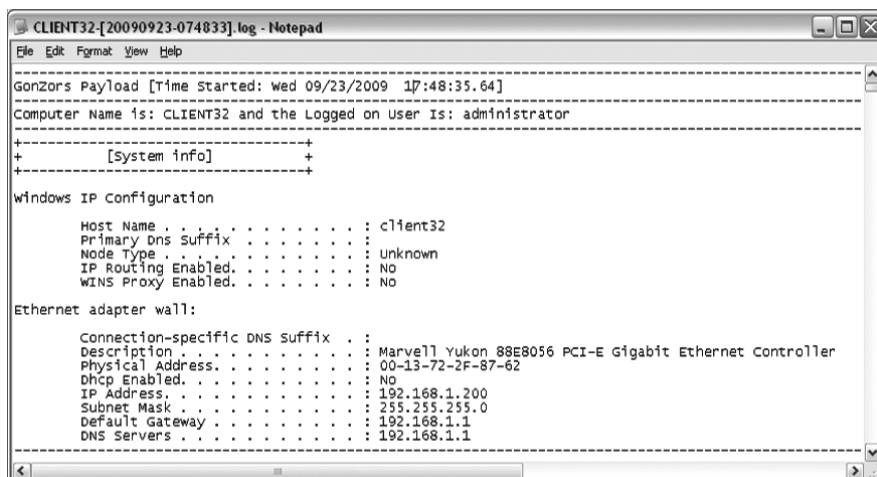 CLIENT32-[20090923-074833].log - Notepad
File Edit Format View Help
--------------------------------------------------------------------------------------------------------
GonZors Payload [Time Started: Wed 09/23/2009  17:48:35.64]
--------------------------------------------------------------------------------------------------------
Computer Name is: CLIENT32 and the Logged on User Is: administrator
--------------------------------------------------------------------------------------------------------
+----------------------------------+
+          [System info]           +
+----------------------------------+
Windows IP Configuration
Host Name . . . . . . . . . . . . : client32
Primary Dns Suffix  . . . . . . . :
Node Type . . . . . . . . . . . . : Unknown
IP Routing Enabled. . . . . . . . : No
WINS Proxy Enabled. . . . . . . . : No
Ethernet adapter wall:
Connection-specific DNS Suffix  . :
Description . . . . . . . . . . . : Marvell Yukon 88E8056 PCI-E Gigabit Ethernet Controller
Physical Address. . . . . . . . . : 00-13-72-2F-87-62
Dhcp Enabled. . . . . . . . . . . : No
IP Address. . . . . . . . . . . . : 192.168.1.200
Subnet Mask . . . . . . . . . . . : 255.255.255.0
Default Gateway . . . . . . . . . : 192.168.1.1
DNS Servers . . . . . . . . . . . : 192.168.1.1
--------------------------------------------------------------------------------------------------------